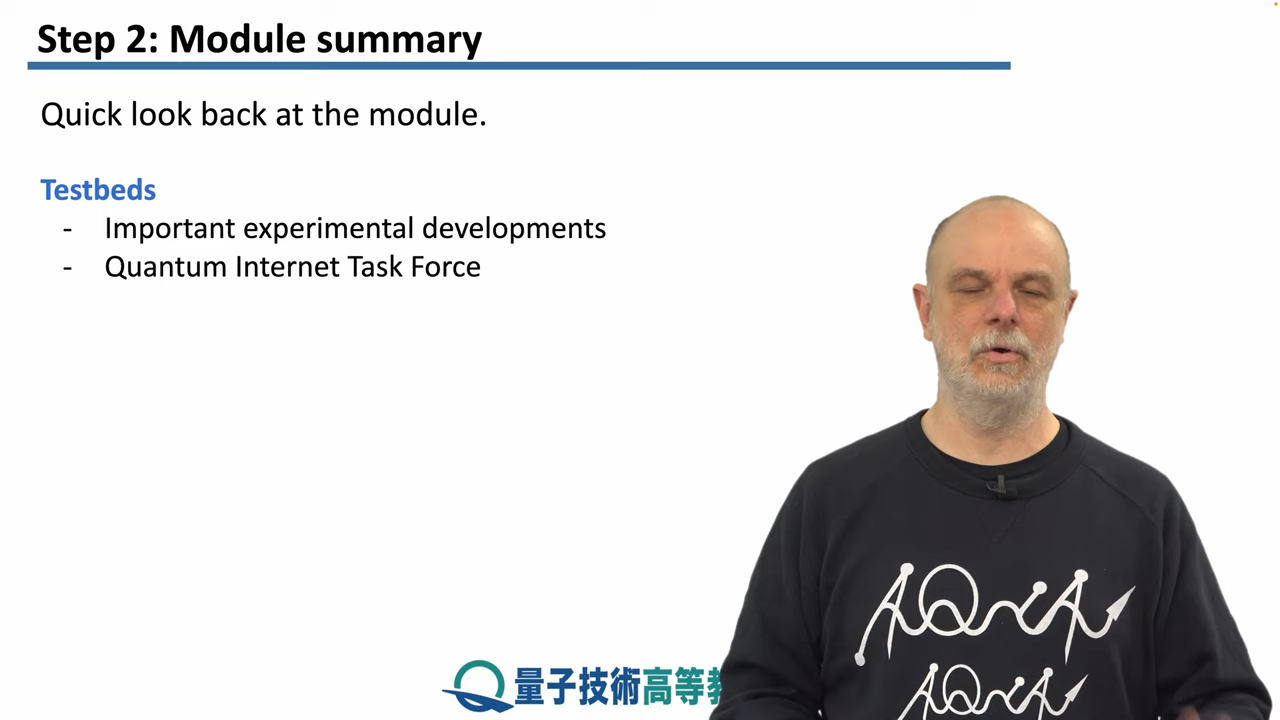 Step 2: Module summary
Quick look back at the module.
Testbeds
- Important experimental developments
- Quantum Internet Task Force
AQUA
AQUA
量子技術高等教